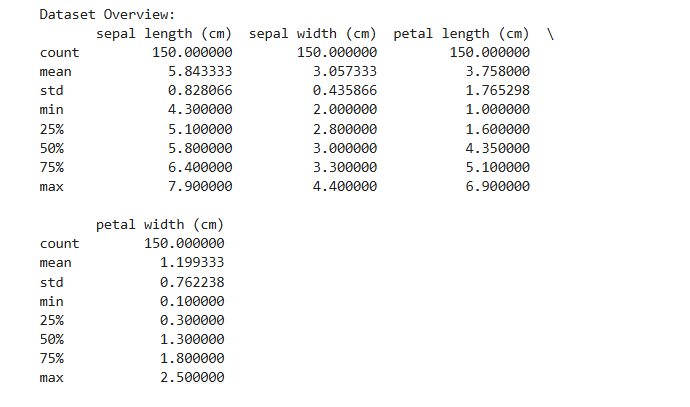 Dataset Overview:
sepal length (cm) sepal width (cm) petal length (cm) \
count 150.000000 150.000000 150.000000
mean 5.843333 3.057333 3.758000
std 0.828066 0.435866 1.765298
min 4.300000 2.000000 1.000000
25% 5.100000 2.800000 1.600000
50% 5.800000 3.000000 4.350000
75% 6.400000 3.300000 5.100000
max 7.900000 4.400000 6.900000
petal width (cm)
count 150.000000
mean 1.199333
std 0.762238
min 0.100000
25% 0.300000
50% 1.300000
75% 1.800000
max 2.500000